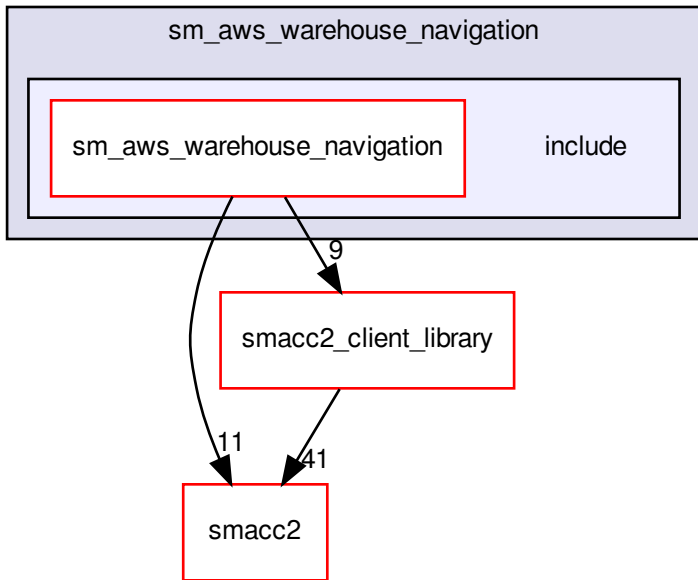 sm_aws_warehouse_navigation
sm_aws_warehouse_navigation
include
9
smacc2_client_library
11
41
smacc2